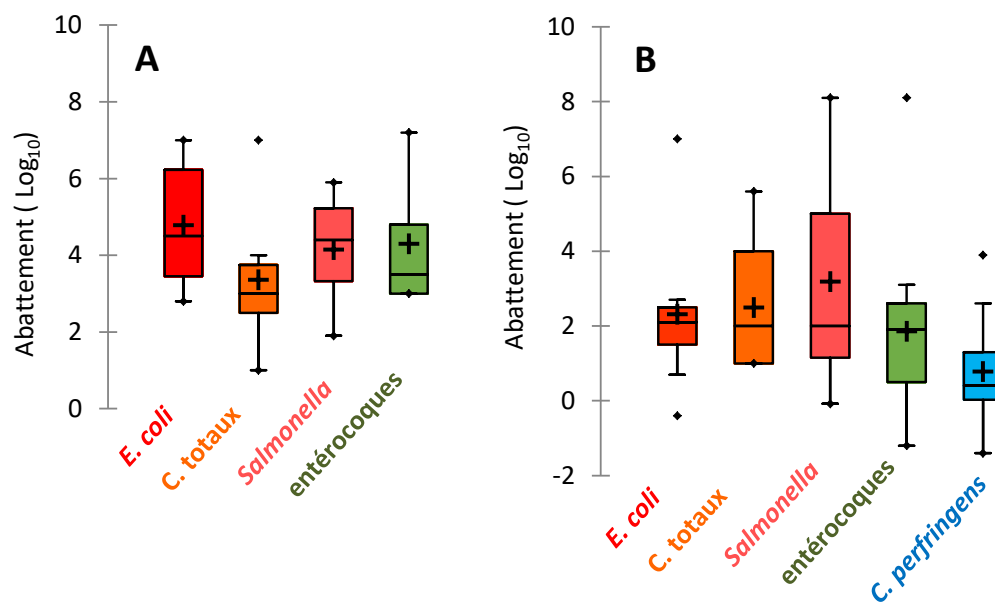 A
Abattement ( Log10)
10
8
6
4
2
0
E. coli
C. totaux
Salmonella
entérocoques
B
Abattement ( Log10)
10
8
6
4
2
0
-2
E. coli
C. totaux
Salmonella
entérocoques
C. perfringens